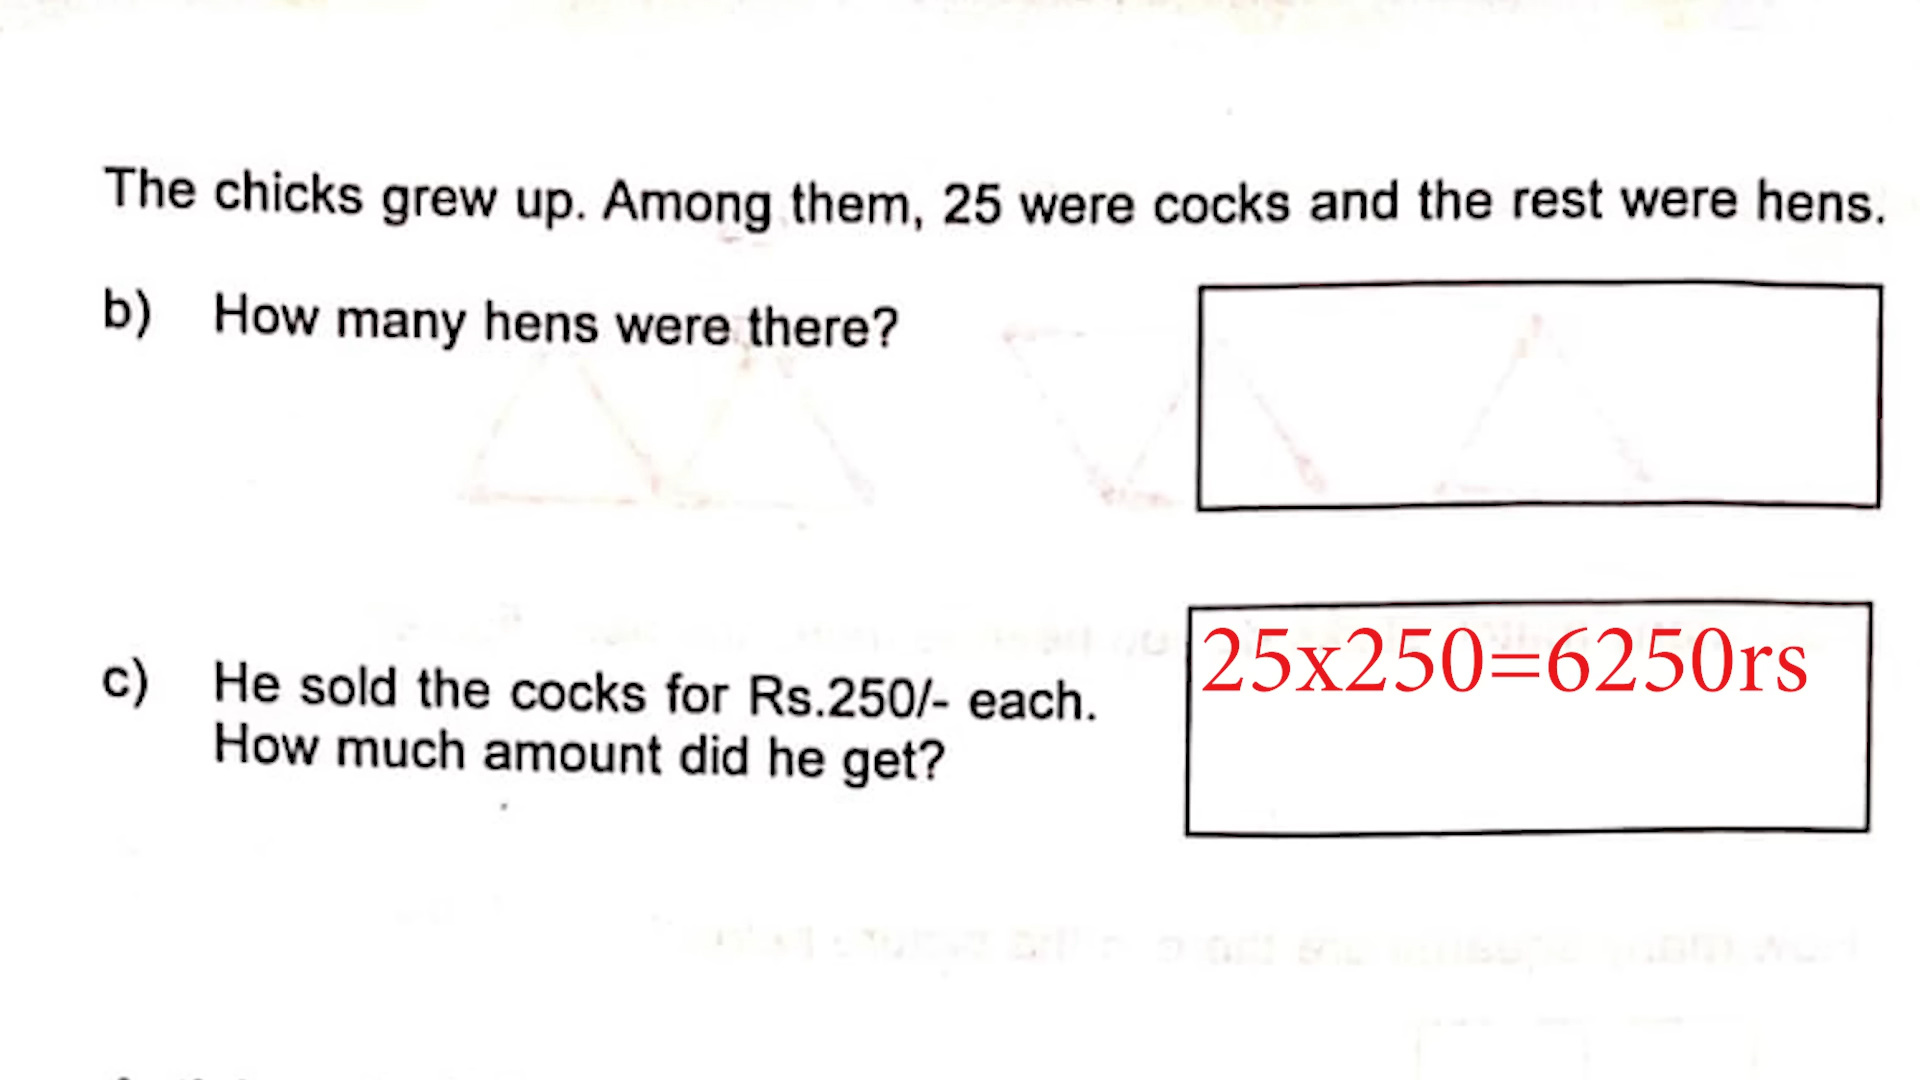 The chicks grew up. Among them, 25 were cocks and the rest were hens.
b) How many hens were there?
c) He sold the cocks for Rs.250/- each.
How much amount did he get?
25x250=6250rs